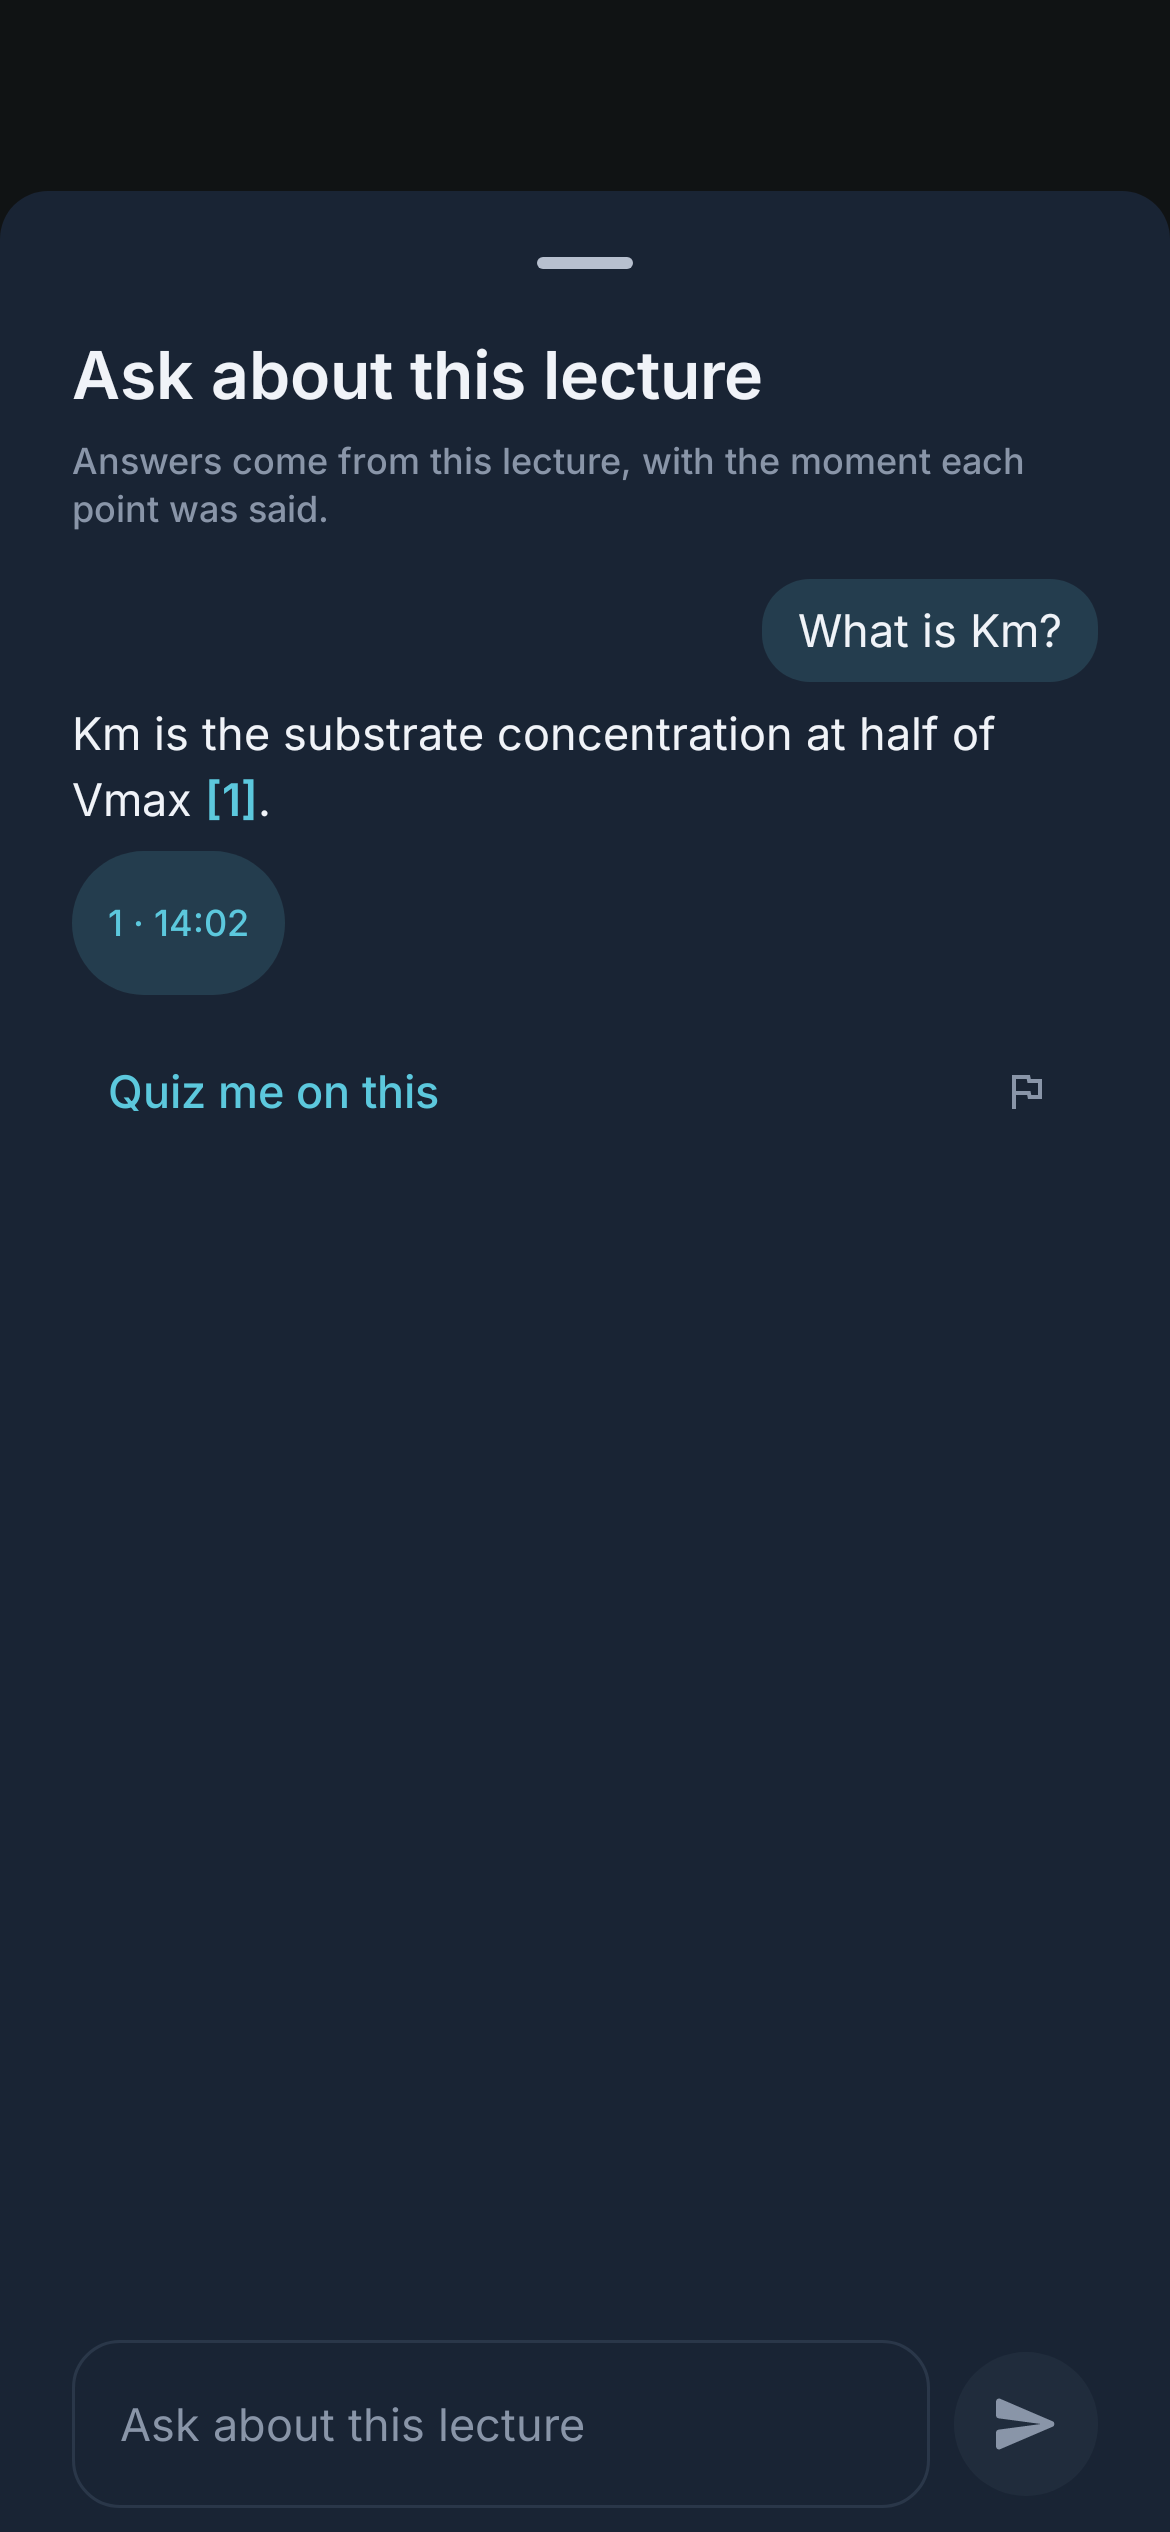 Ask about this lecture
Answers come from this lecture, with the moment each
point was said.
What is Km?
Km is the substrate concentration at half of
Vmax [1].
1 · 14:02
Quiz me on this
Ask about this lecture